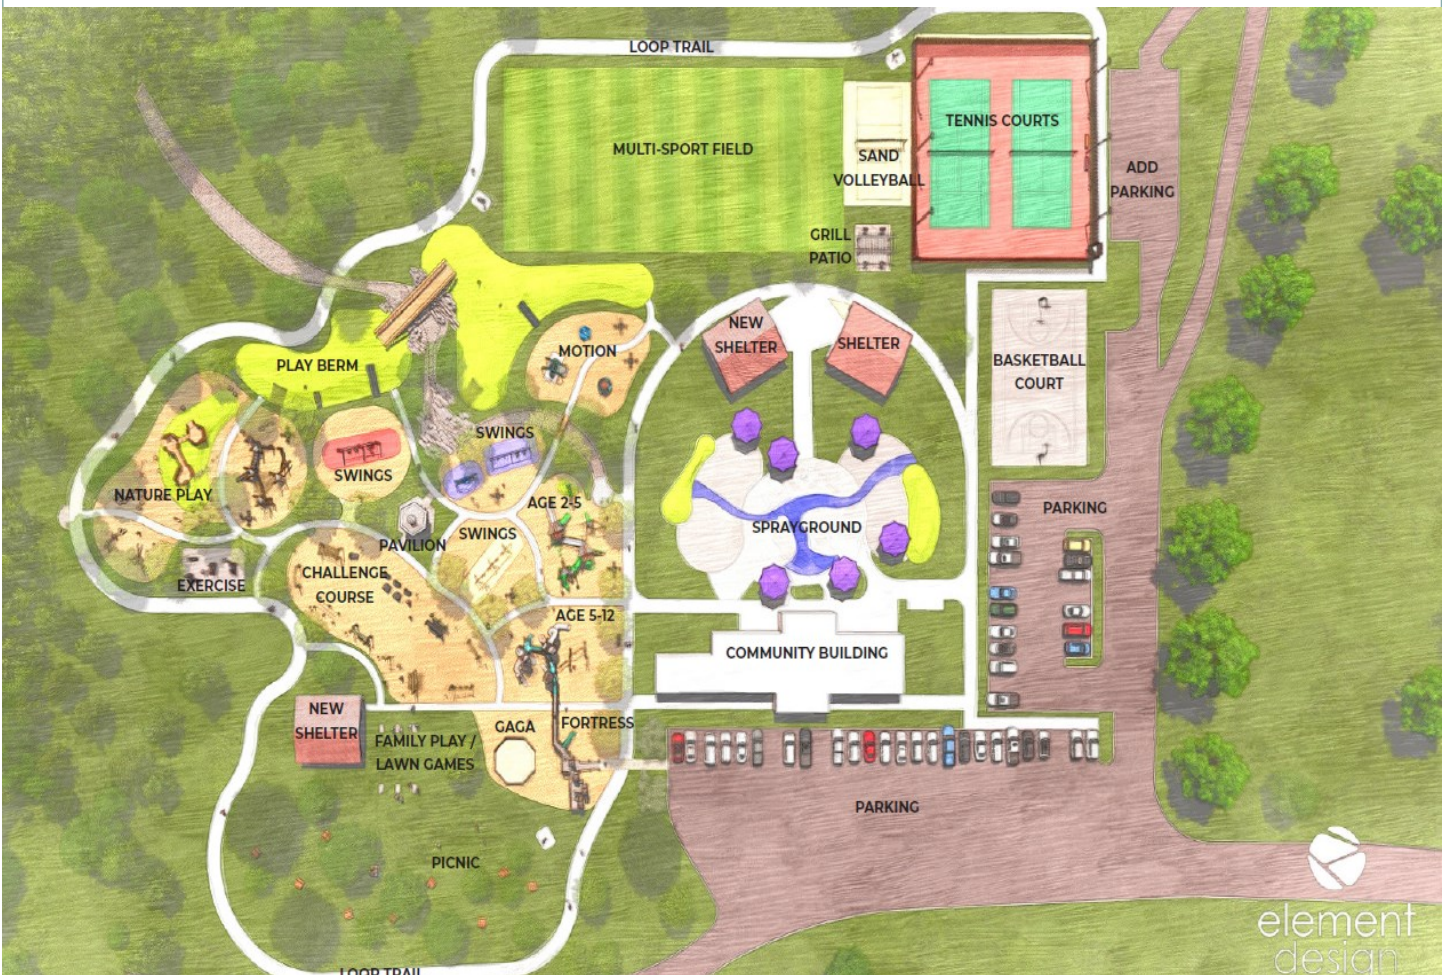 LOOP TRAIL
TENNIS COURTS
MULTI-SPORT FIELD
SAND
VOLLEYBALL
ADD
PARKING
GRILL
PATIO
NEW
SHELTER
SHELTER
MOTION
PLAY BERM
BASKETBALL
COURT
SWINGS
SWINGS
NATURE PLAY
AGE 2-5
PARKING
SPRAYGROUND
SWINGS
PAVILION
EXERCISE
CHALLENGE
COURSE
AGE 5-12
COMMUNITY BUILDING
NEW
SHELTER
GAGA
FORTRESS
FAMILY PLAY /
LAWN GAMES
PARKING
PICNIC
element
design
LOOP TRAIL